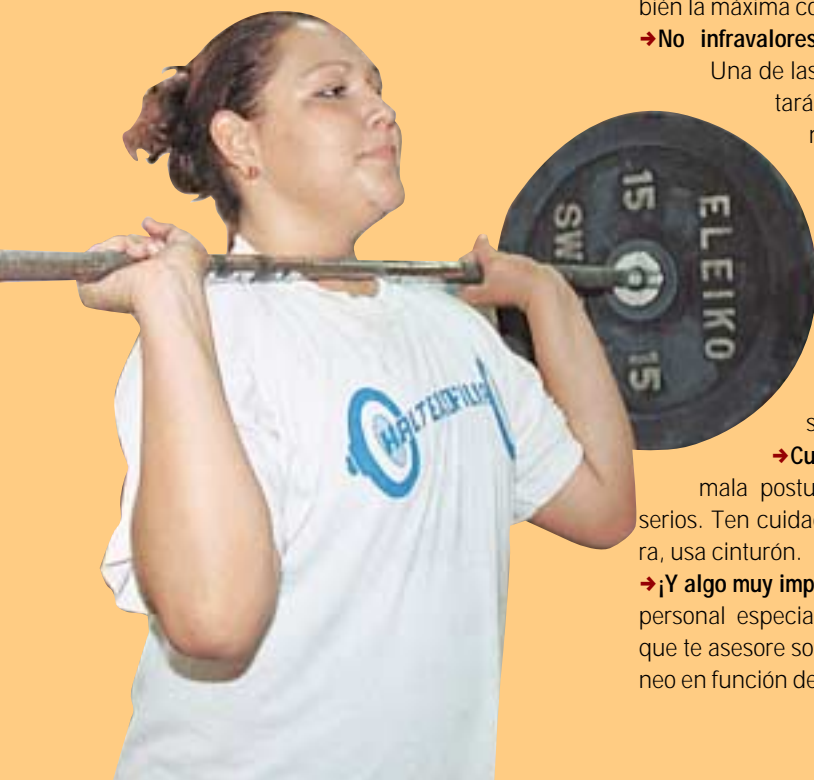 bién la máxima co
→No infravalores
Una de las
tará
s
→Cu
mala postu
serios. Ten cuida
ra, usa cinturón.
→¡Y algo muy imp
personal especia
que te asesore so
neo en función de
15
SW
ELEIKO
15
HALTEROFILIA